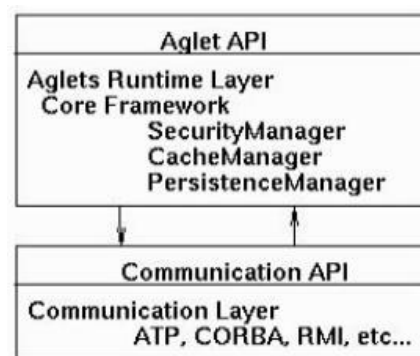 Aglet API
Aglets Runtime Layer
Core Framework
SecurityManager
CacheManager
PersistenceManager
Communication API
Communication Layer
ATP, CORBA, RMI, etc...